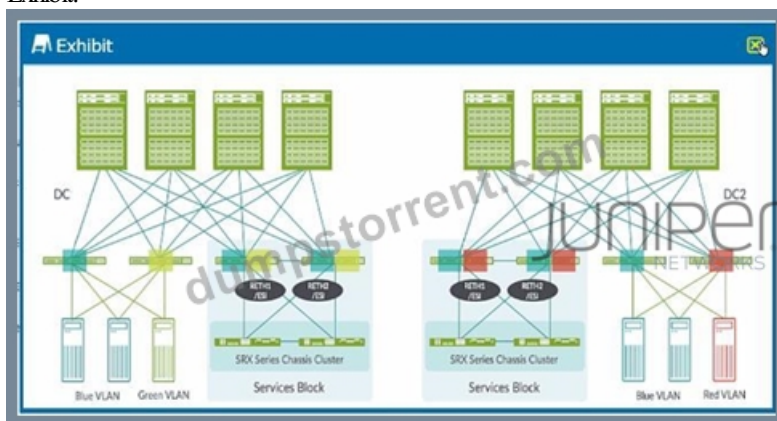 Exhibit:
Exhibit
DC
DC2
dumpstorrent.com
JUNIPER
NETWORKS
RETH1
/ESI
RETH2
/ESI
RETH1
/ESI
RETH2
/ESI
SRX Series Chassis Cluster
SRX Series Chassis Cluster
Services Block
Services Block
Blue VLAN
Green VLAN
Blue VLAN
Red VLAN